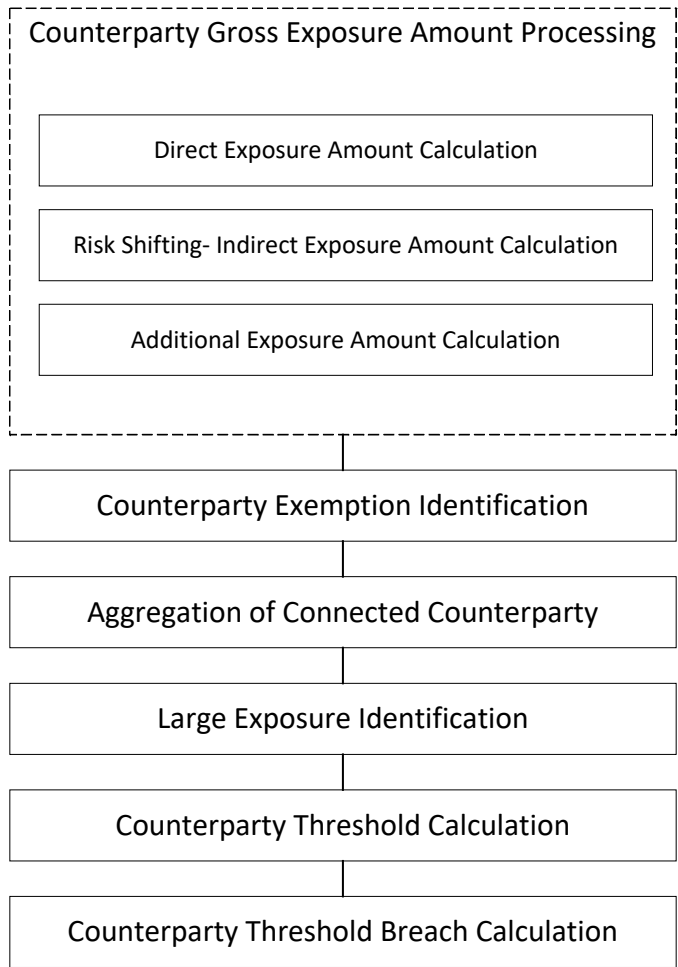 Counterparty Gross Exposure Amount Processing
Direct Exposure Amount Calculation
Risk Shifting- Indirect Exposure Amount Calculation
Additional Exposure Amount Calculation
Counterparty Exemption Identification
Aggregation of Connected Counterparty
Large Exposure Identification
Counterparty Threshold Calculation
Counterparty Threshold Breach Calculation